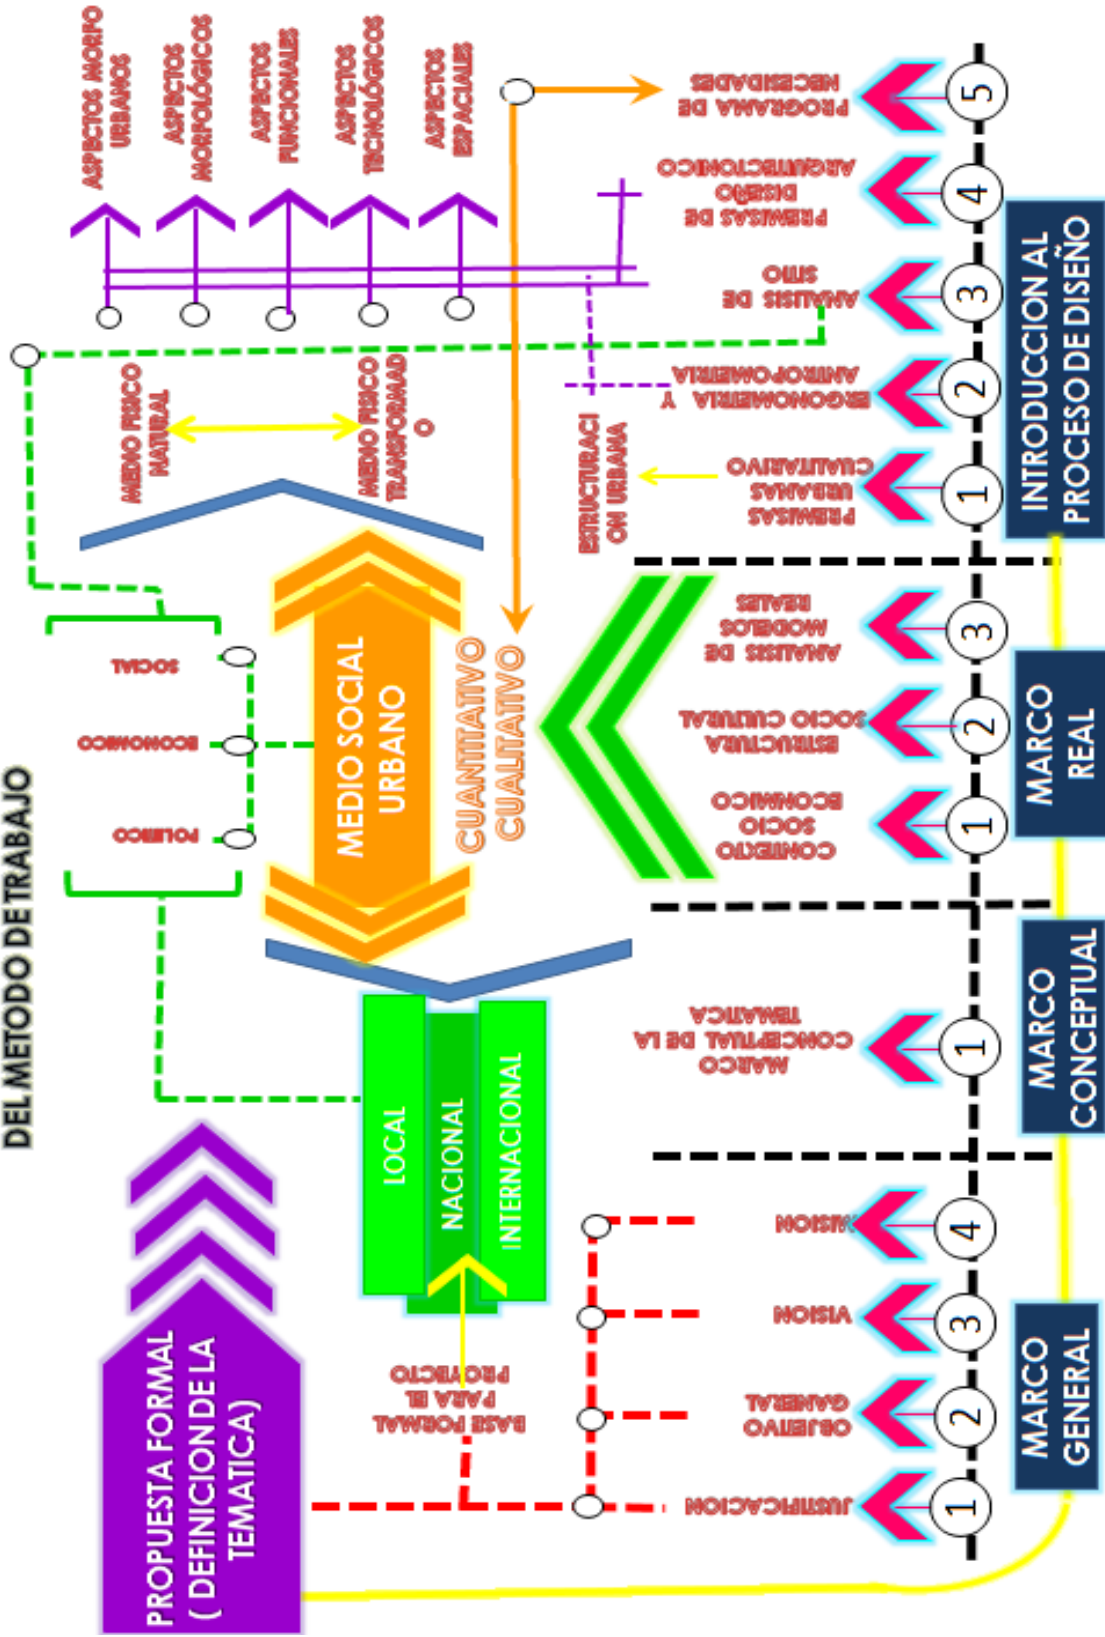 DEL METODO DE TRABAJO
PROPUESTA FORMAL
( DEFINICION DE LA
TEMATICA)
LOCAL
NACIONAL
INTERNACIONAL
BASE FORMAL
PARA EL
PROYECTO
POLITICO
ECONOMICO
SOCIAL
MEDIO SOCIAL
URBANO
CUANTITATIVO
CUALITATIVO
MEDIO FISICO
NATURAL
MEDIO FISICO
TRANSFORMAD
O
ASPECTOS MORFO
URBANOS
ASPECTOS
MORFOLÓGICOS
ASPECTOS
FUNCIONALES
ASPECTOS
TECNOLÓGICOS
ASPECTOS
ESPACIALES
ESTRUCTURACI
ON URBANA
JUSTIFICACION
OBJETIVO
GANERAL
VISION
MISION
MARCO
CONCEPTUAL DE LA
TEMATICA
CONTEXTO
SOCIO
ECONMICO
ESTRUCTURA
SOCIO CULTURAL
ANALISIS DE
MODELOS
REALES
PREMISAS
URBANAS
CUALITARIVO
ERGONOMETRIA Y
ANTROPOMETRIA
ANALISIS DE
SITIO
PREMISAS DE
DISEÑO
ARQUITECTONICO
PROGRAMA DE
NECESIDADES
1
2
3
4
1
1
2
3
1
2
3
4
5
MARCO
GENERAL
MARCO
CONCEPTUAL
MARCO
REAL
INTRODUCCION AL
PROCESO DE DISEÑO